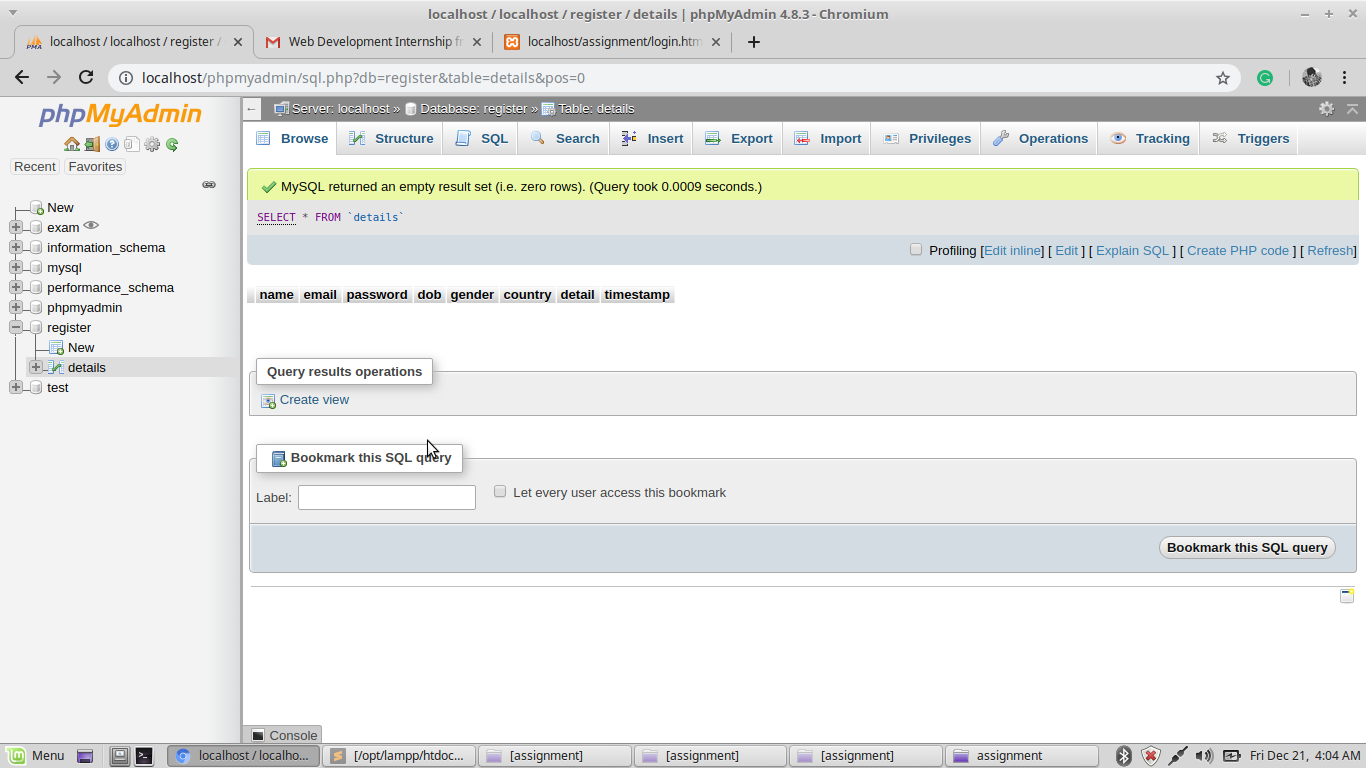 localhost / localhost / register / details | phpMyAdmin 4.8.3 - Chromium
localhost / localhost / register /
Web Development Internship fr
localhost/assignment/login.htm
localhost/phpmyadmin/sql.php?db=register&table=details&pos=0
phpMyAdmin
Recent Favorites
New
exam
information_schema
mysql
performance_schema
phpmyadmin
register
New
details
test
Server: localhost » Database: register » Table: details
Browse Structure SQL Search Insert Export Import Privileges Operations Tracking Triggers
MySQL returned an empty result set (i.e. zero rows). (Query took 0.0009 seconds.)
SELECT * FROM `details`
Profiling [Edit inline] [ Edit ] [ Explain SQL ] [ Create PHP code ] [ Refresh]
name email password dob gender country detail timestamp
Query results operations
Create view
Bookmark this SQL query
Label:
Let every user access this bookmark
Bookmark this SQL query
Console
Menu
localhost / localho...
[/opt/lampp/htdoc...
[assignment]
[assignment]
[assignment]
assignment
Fri Dec 21, 4:04 AM